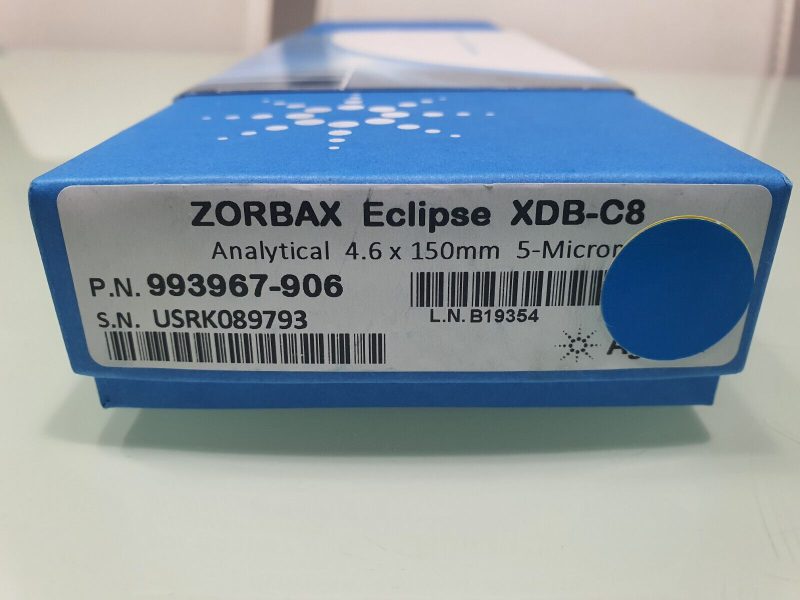 ZORBAX Eclipse XDB-C8
Analytical 4.6 x 150mm 5-Micron
P.N. 993967-906
S.N. USRK089793
L.N. B19354